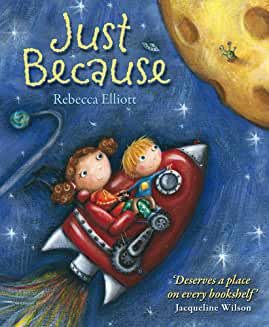 Just
Because
Rebecca Elliott
‘Deserves a place
on every bookshelf’
Jacqueline Wilson